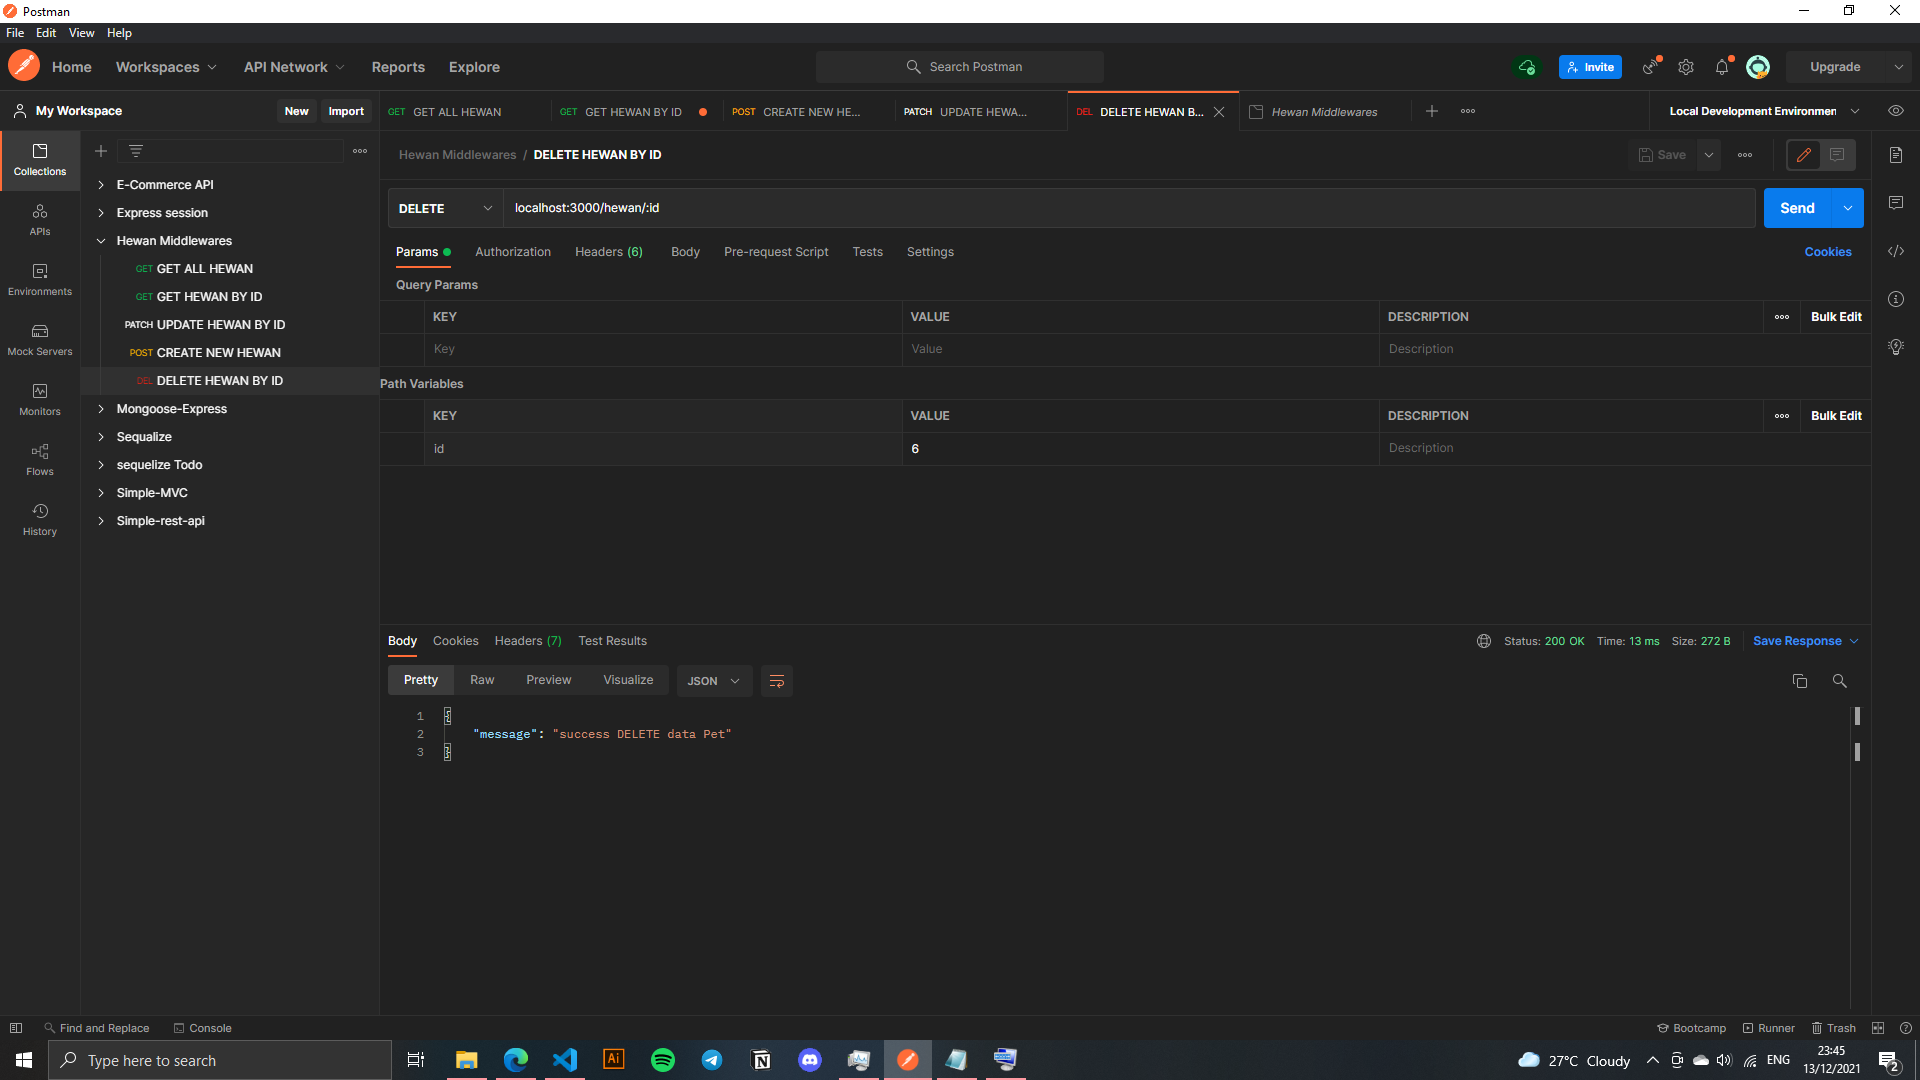 Postman
File Edit View Help
Home Workspaces API Network Reports Explore Search Postman Invite Upgrade
My Workspace New Import
GET GET ALL HEWAN GET GET HEWAN BY ID POST CREATE NEW HE... PATCH UPDATE HEWA... DEL DELETE HEWAN B... Hewan Middlewares Local Development Environmen
Collections
APIs
Environments
Mock Servers
Monitors
Flows
History
E-Commerce API
Express session
Hewan Middlewares
GET GET ALL HEWAN
GET GET HEWAN BY ID
PATCH UPDATE HEWAN BY ID
POST CREATE NEW HEWAN
DEL DELETE HEWAN BY ID
Mongoose-Express
Sequalize
sequelize Todo
Simple-MVC
Simple-rest-api
Hewan Middlewares / DELETE HEWAN BY ID Save
DELETE localhost:3000/hewan/:id Send
Params Authorization Headers (6) Body Pre-request Script Tests Settings Cookies
Query Params
KEY VALUE DESCRIPTION Bulk Edit
Key Value Description
Path Variables
KEY VALUE DESCRIPTION Bulk Edit
id 6 Description
Body Cookies Headers (7) Test Results Status: 200 OK Time: 13 ms Size: 272 B Save Response
Pretty Raw Preview Visualize JSON
1 {
2 "message": "success DELETE data Pet"
3 }
Find and Replace Console Bootcamp Runner Trash
Type here to search Ai 27°C Cloudy ENG 23:45
13/12/2021 2